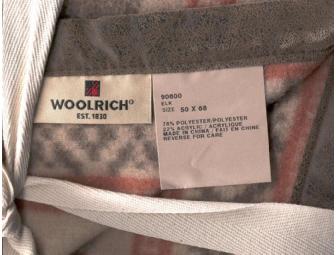 WOOLRICH®
EST. 1830
90800
ELK
SIZE 50 X 68
78% POLYESTER/POLYESTER
22% ACRYLIC / ACRYLIQUE
MADE IN CHINA / FAIT EN CHINE
REVERSE FOR CARE